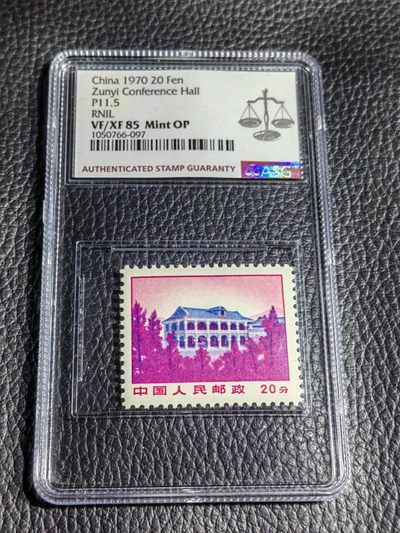 China 1970 20 Fen
Zunyi Conference Hall
P11.5
RNIL
VF/XF 85 Mint OP
1050766-097
AUTHENTICATED STAMP GUARANTY
ASG
中国人民邮政 20分